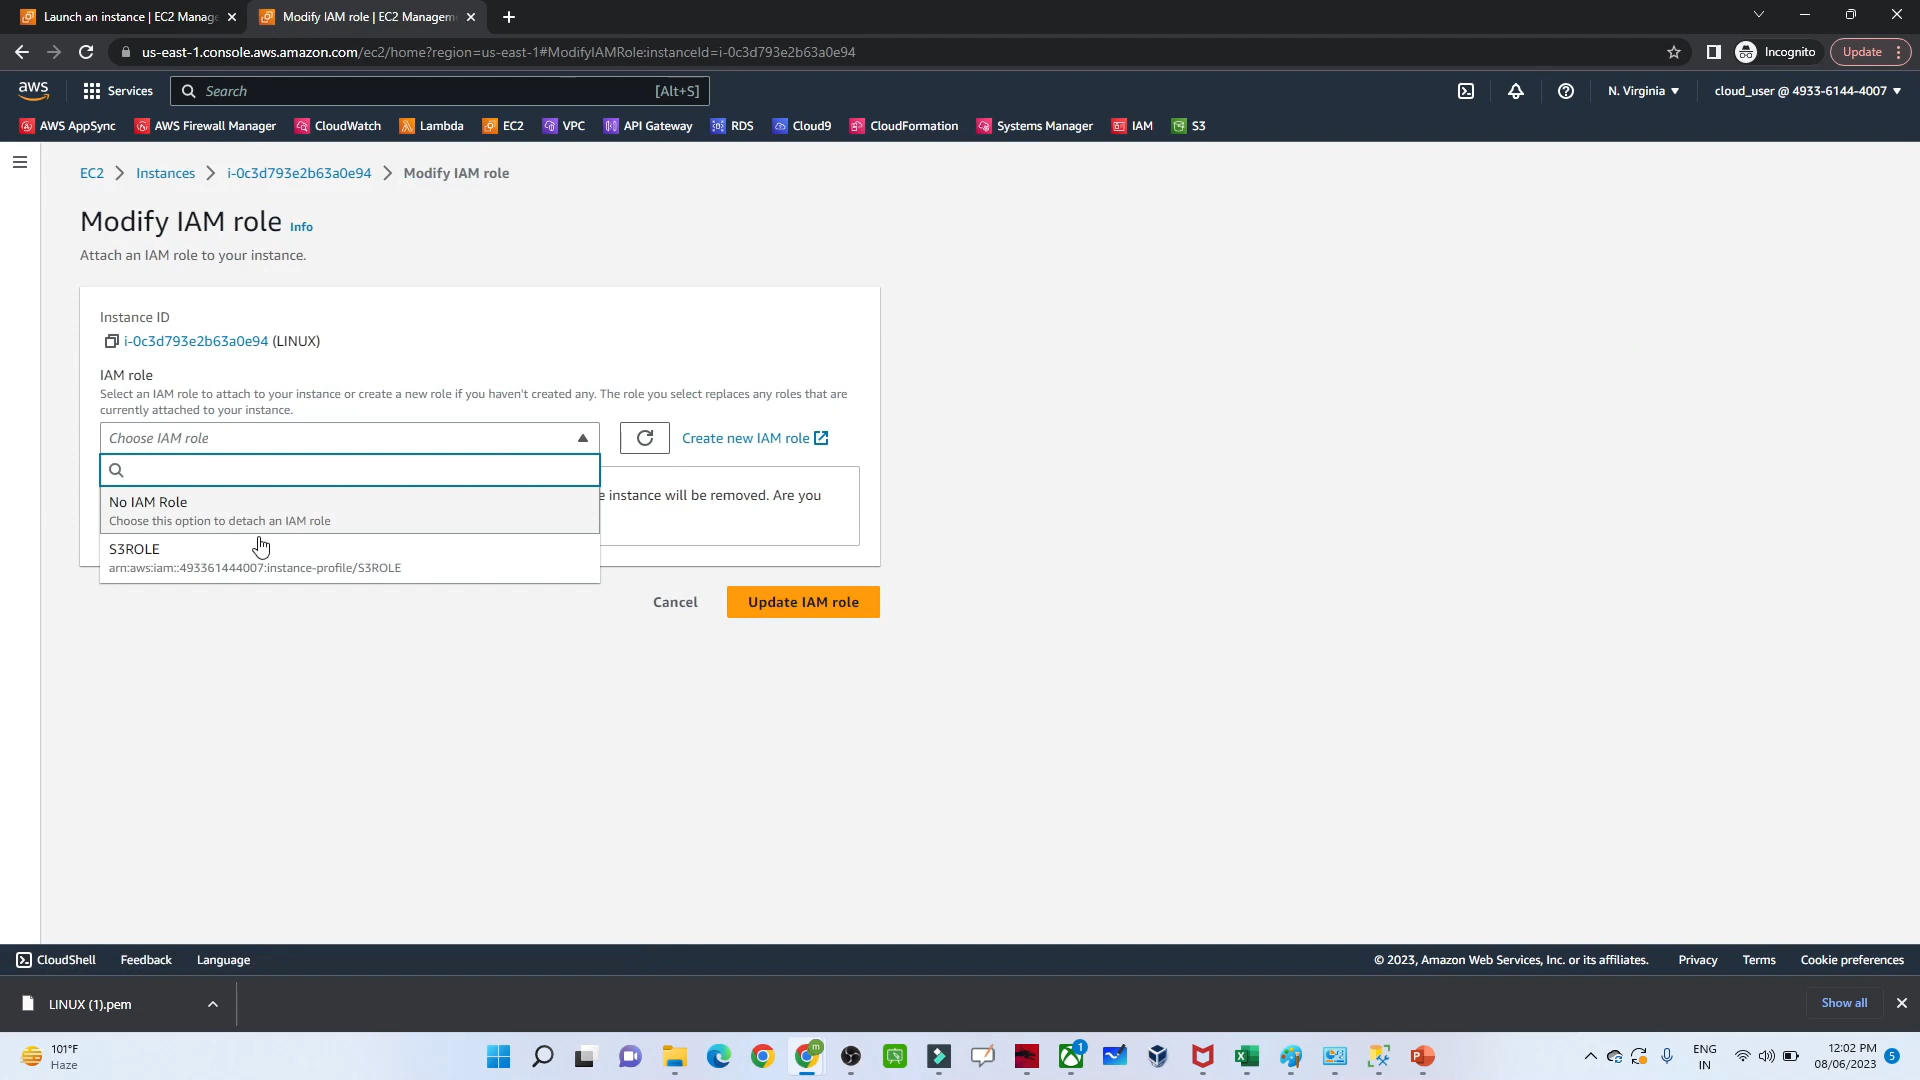 Launch an instance | EC2 Manage
Modify IAM role | EC2 Managem
us-east-1.console.aws.amazon.com/ec2/home?region=us-east-1#ModifyIAMRole:instanceId=i-0c3d793e2b63a0e94
Incognito
Update
aws
Services
Search
[Alt+S]
N. Virginia
cloud_user @ 4933-6144-4007
AWS AppSync
AWS Firewall Manager
CloudWatch
Lambda
EC2
VPC
API Gateway
RDS
Cloud9
CloudFormation
Systems Manager
IAM
S3
EC2
Instances
i-0c3d793e2b63a0e94
Modify IAM role
Modify IAM role Info
Attach an IAM role to your instance.
Instance ID
i-0c3d793e2b63a0e94 (LINUX)
IAM role
Select an IAM role to attach to your instance or create a new role if you haven't created any. The role you select replaces any roles that are
currently attached to your instance.
Choose IAM role
Create new IAM role
No IAM Role
Choose this option to detach an IAM role
e instance will be removed. Are you
S3ROLE
arn:aws:iam::493361444007:instance-profile/S3ROLE
Cancel
Update IAM role
CloudShell
Feedback
Language
© 2023, Amazon Web Services, Inc. or its affiliates.
Privacy
Terms
Cookie preferences
LINUX (1).pem
Show all
101°F
Haze
m
1
ENG
IN
12:02 PM
08/06/2023
5